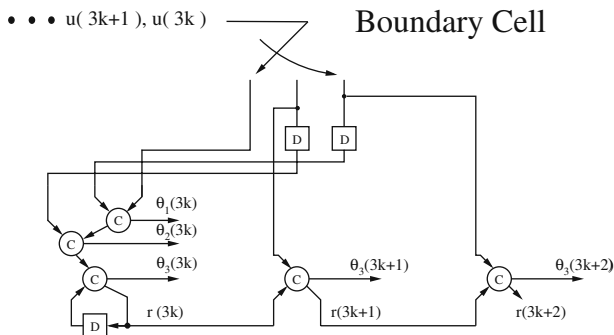 • • • u( 3k+1 ), u( 3k )
Boundary Cell
D
D
C
θ1(3k)
C
θ2(3k)
C
θ3(3k)
C
θ3(3k+1)
C
θ3(3k+2)
D
r (3k)
r(3k+1)
r(3k+2)